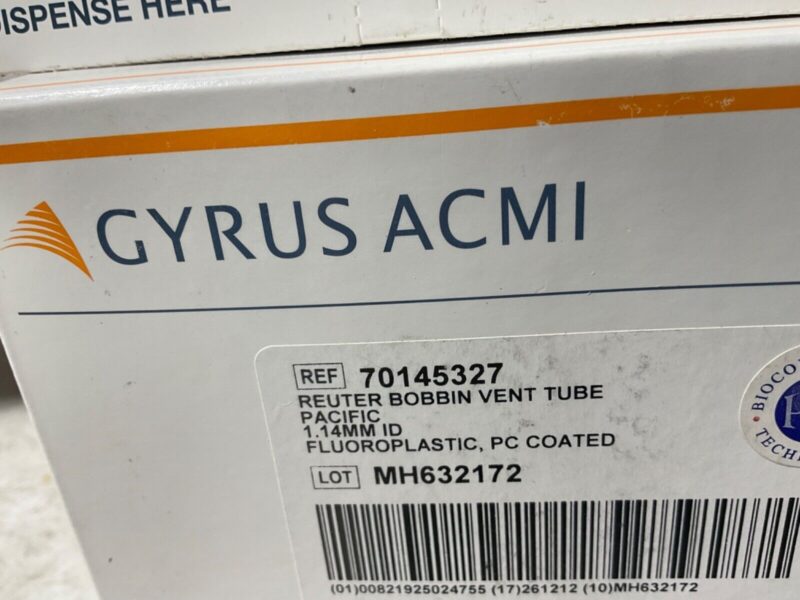 DISPENSE HERE
GYRUS ACMI
REF 70145327
REUTER BOBBIN VENT TUBE
PACIFIC
1.14MM ID
FLUOROPLASTIC, PC COATED
LOT MH632172
(01)00821925024755 (17)261212 (10)MH632172